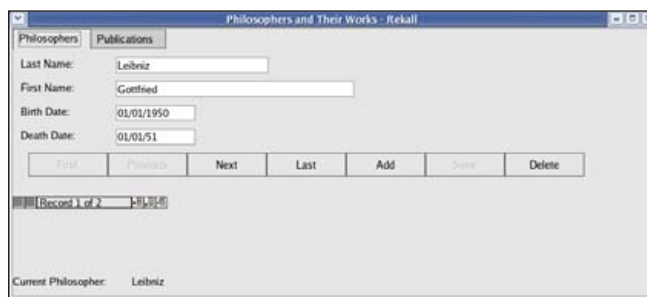 Philosophers and Their Works - Rekall
Philosophers Publications
Last Name: Leibniz
First Name: Gottfried
Birth Date: 01/01/1950
Death Date: 01/01/51
First Previous Next Last Add Save Delete
Record 1 of 2
Current Philosopher: Leibniz